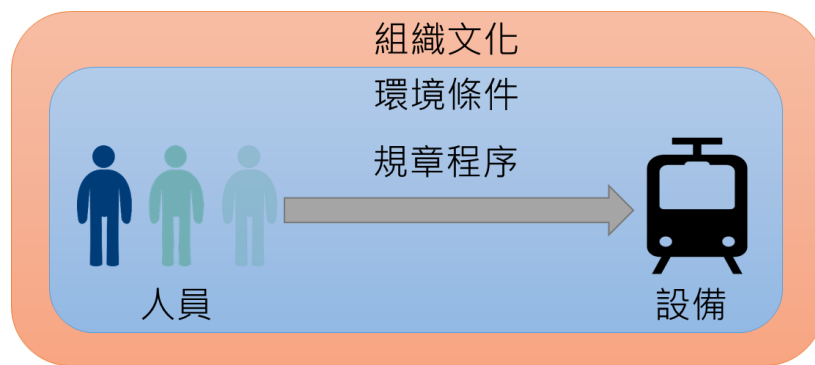 組織文化
環境條件
規章程序
人員
設備